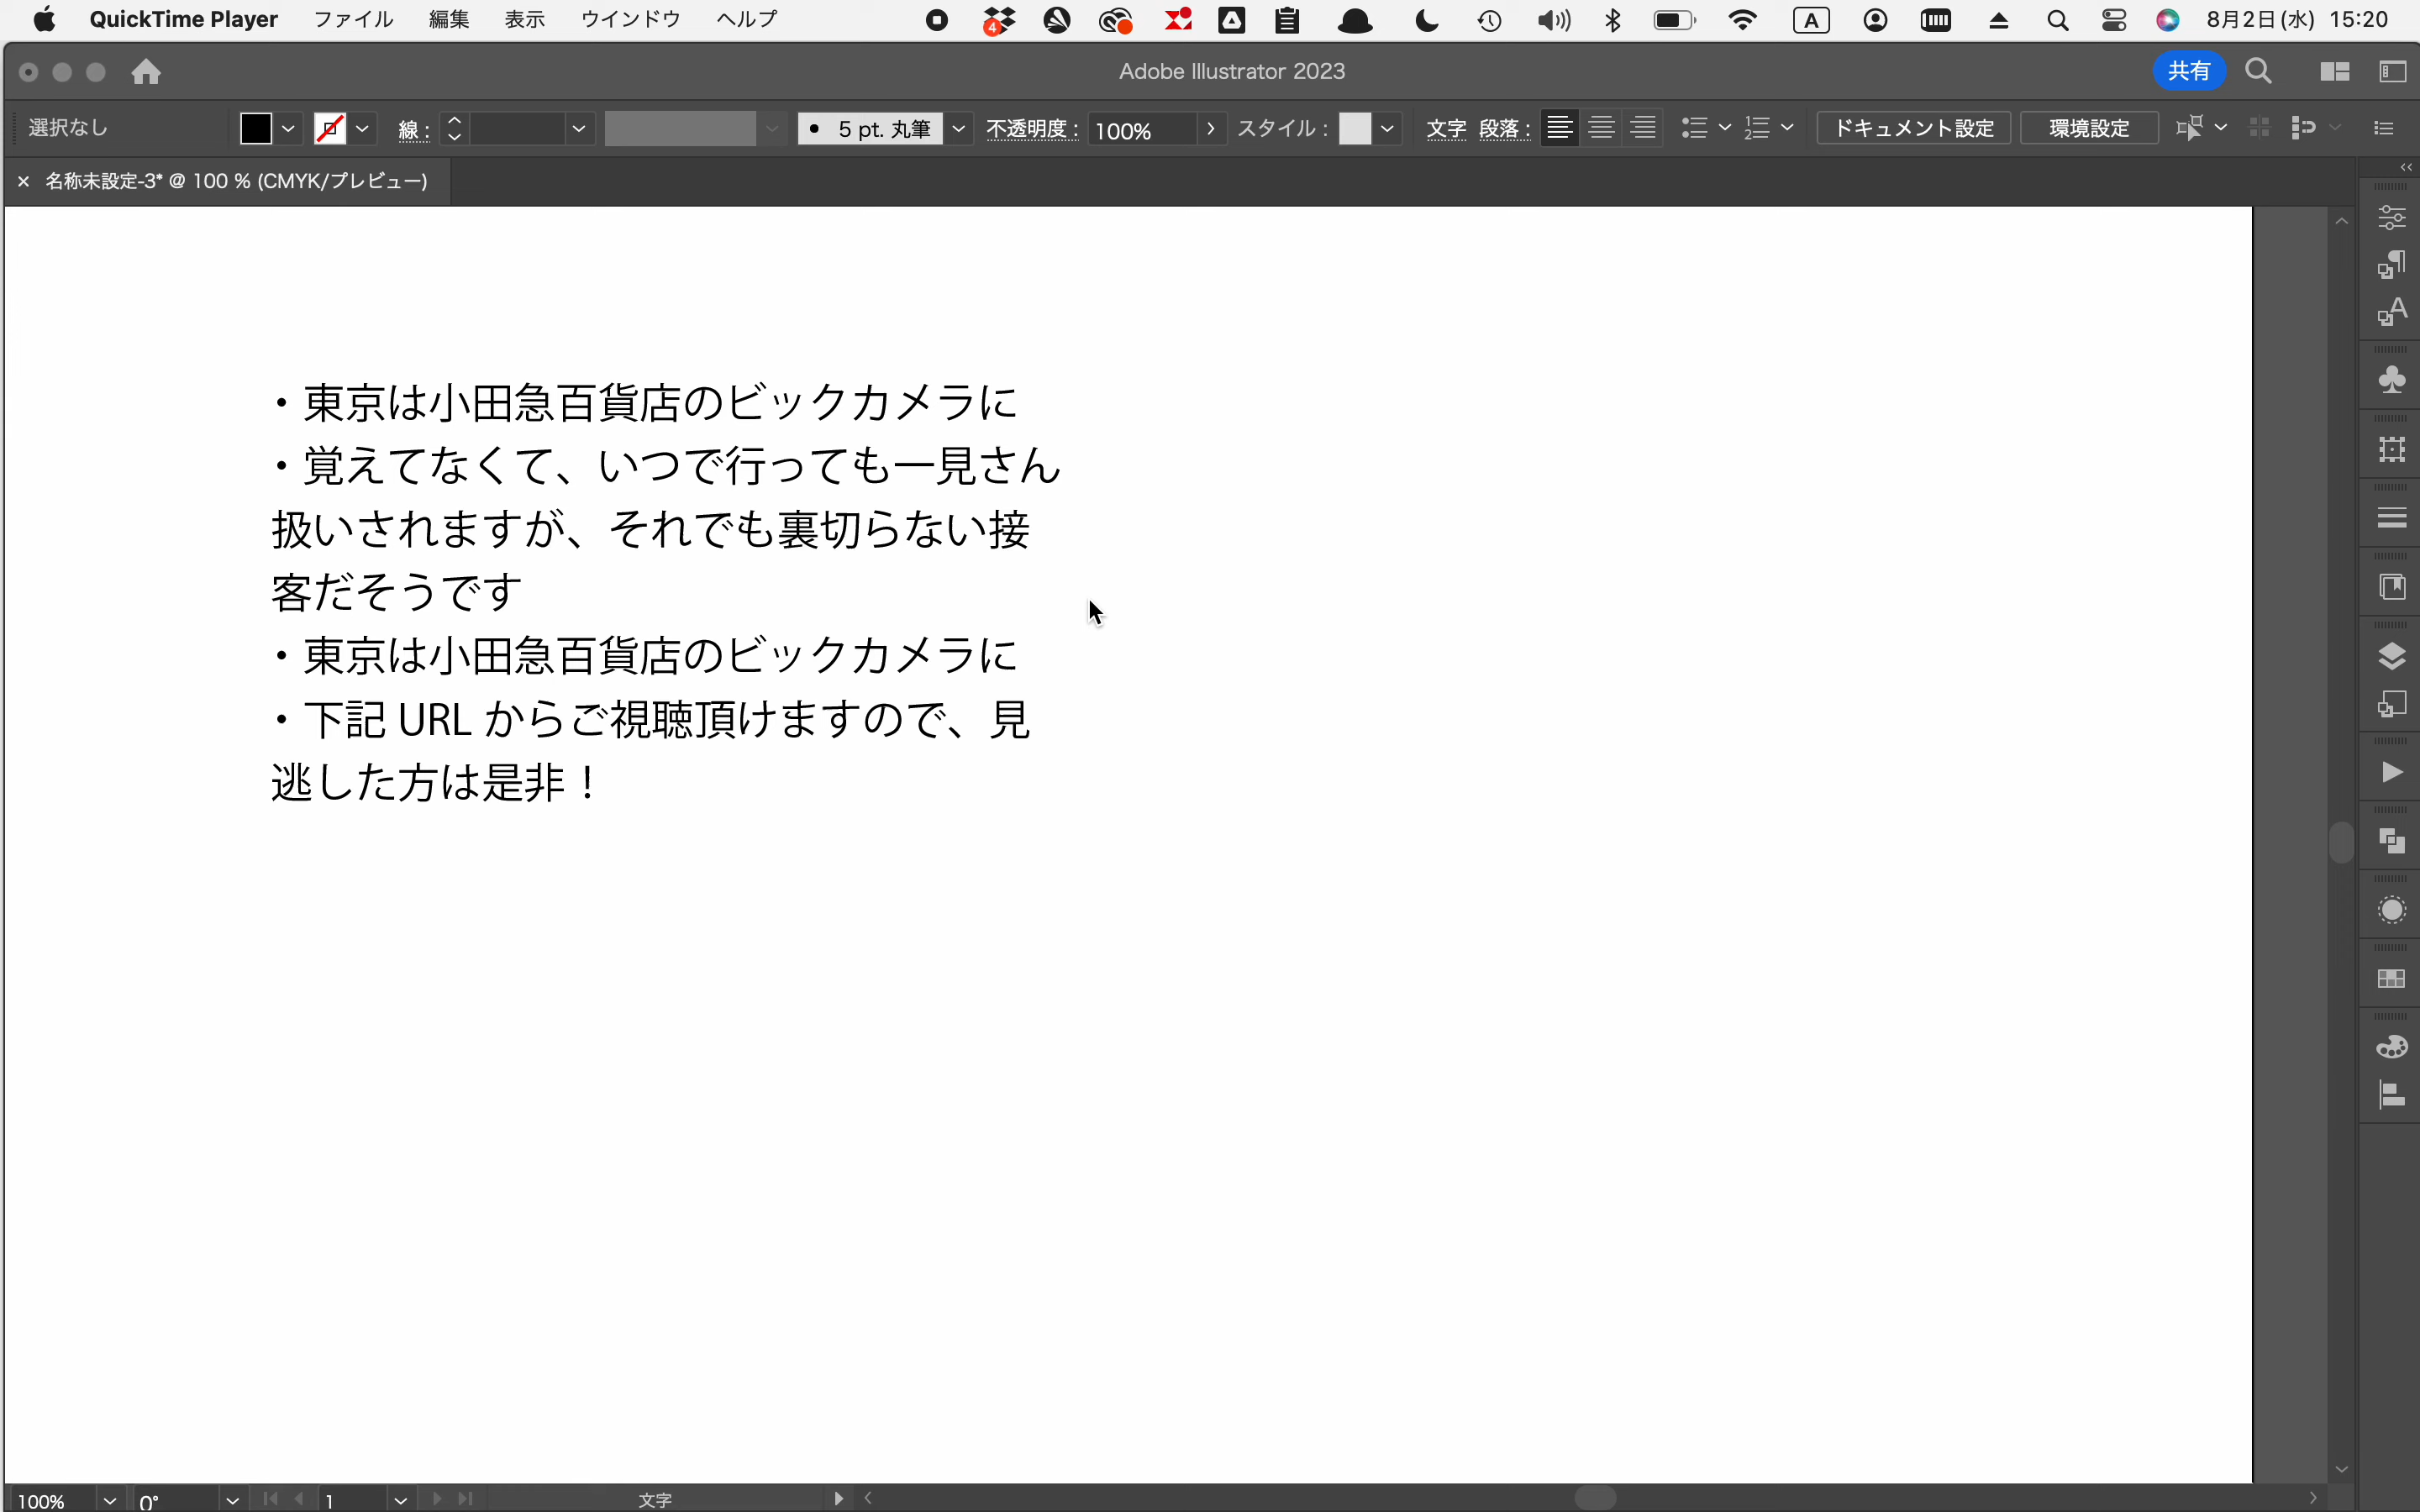 QuickTime Player ファイル 編集 表示 ウインドウ ヘルプ 4 A 8月2日(水) 15:20
Adobe Illustrator 2023 共有
選択なし 線: 5 pt. 丸筆 不透明度: 100% スタイル: 文字 段落: ドキュメント設定 環境設定
× 名称未設定-3* @ 100 % (CMYK/プレビュー)
・東京は小田急百貨店のビックカメラに
・覚えてなくて、いつで行っても一見さん
扱いされますが、それでも裏切らない接
客だそうです
・東京は小田急百貨店のビックカメラに
・下記 URL からご視聴頂けますので、見
逃した方は是非！
100% 0° 1 文字